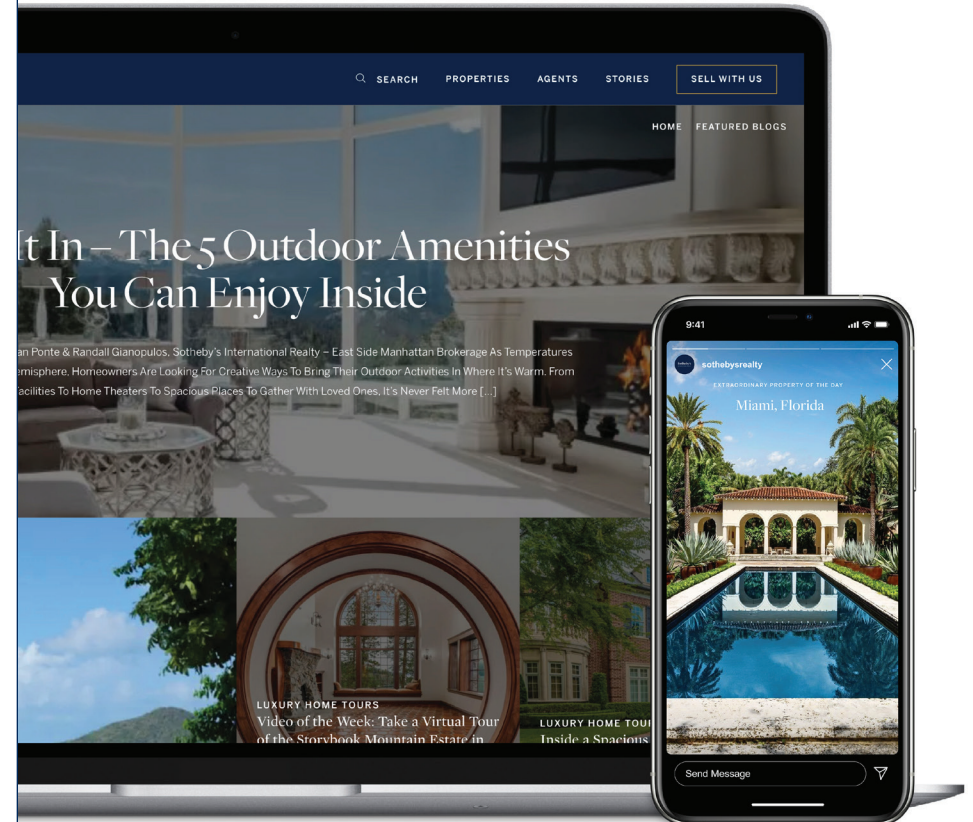 SEARCH PROPERTIES AGENTS STORIES SELL WITH US
HOME FEATURED BLOGS
It In – The 5 Outdoor Amenities
You Can Enjoy Inside
an Ponte & Randall Gianopulos, Sotheby's International Realty – East Side Manhattan Brokerage As Temperatures
emisphere, Homeowners Are Looking For Creative Ways To Bring Their Outdoor Activities In Where It's Warm. From
Facilities To Home Theaters To Spacious Places To Gather With Loved Ones, It's Never Felt More [...]
LUXURY HOME TOURS
Video of the Week: Take a Virtual Tour
of the Storybook Mountain Estate in
LUXURY HOME TOU
Inside a Spacious
9:41
sothebysrealty
EXTRAORDINARY PROPERTY OF THE DAY
Miami, Florida
Send Message